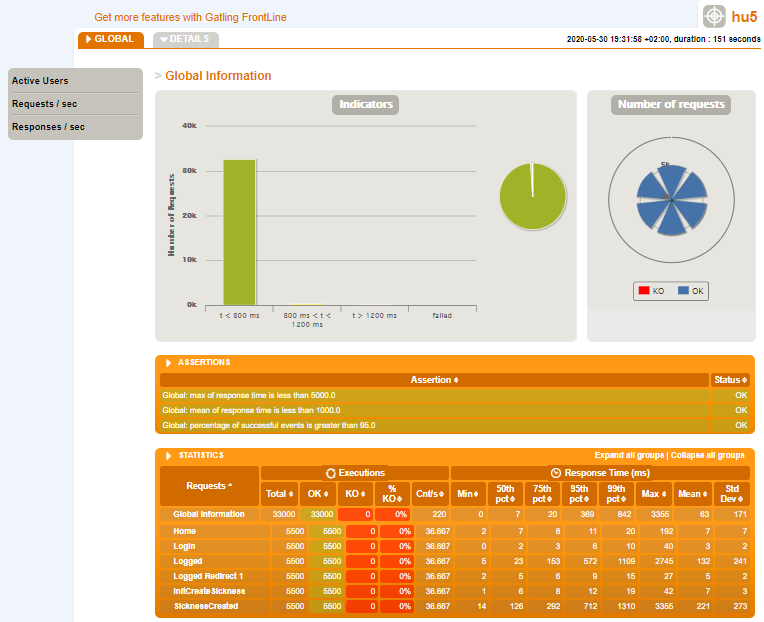 Get more features with Gatling FrontLine
hu5
GLOBAL
DETAILS
2020-05-30 19:31:58 +02:00, duration : 151 seconds
Active Users
Requests / sec
Responses / sec
> Global Information
Indicators
Number of Requests
40k
30k
20k
10k
0k
t < 800 ms
800 ms < t <
1200 ms
t > 1200 ms
failed
Number of requests
5k
KO OK
ASSERTIONS
Assertion Status
Global: max of response time is less than 5000.0 OK
Global: mean of response time is less than 1000.0 OK
Global: percentage of successful events is greater than 95.0 OK
STATISTICS Expand all groups | Collapse all groups
Requests Executions Response Time (ms)
Total OK KO % KO Cnt/s Min 50th pct 75th pct 95th pct 99th pct Max Mean Std Dev
Global Information 33000 33000 0 0% 220 0 7 20 369 842 3355 63 171
Home 5500 5500 0 0% 36.667 2 7 8 11 20 192 7 7
Login 5500 5500 0 0% 36.667 0 2 3 6 10 40 3 2
Logged 5500 5500 0 0% 36.667 5 23 153 572 1109 2745 132 241
Logged Redirect 1 5500 5500 0 0% 36.667 2 5 6 9 15 27 5 2
InitCreateSickness 5500 5500 0 0% 36.667 1 6 8 12 19 42 7 3
SicknessCreated 5500 5500 0 0% 36.667 14 126 292 712 1310 3355 221 273